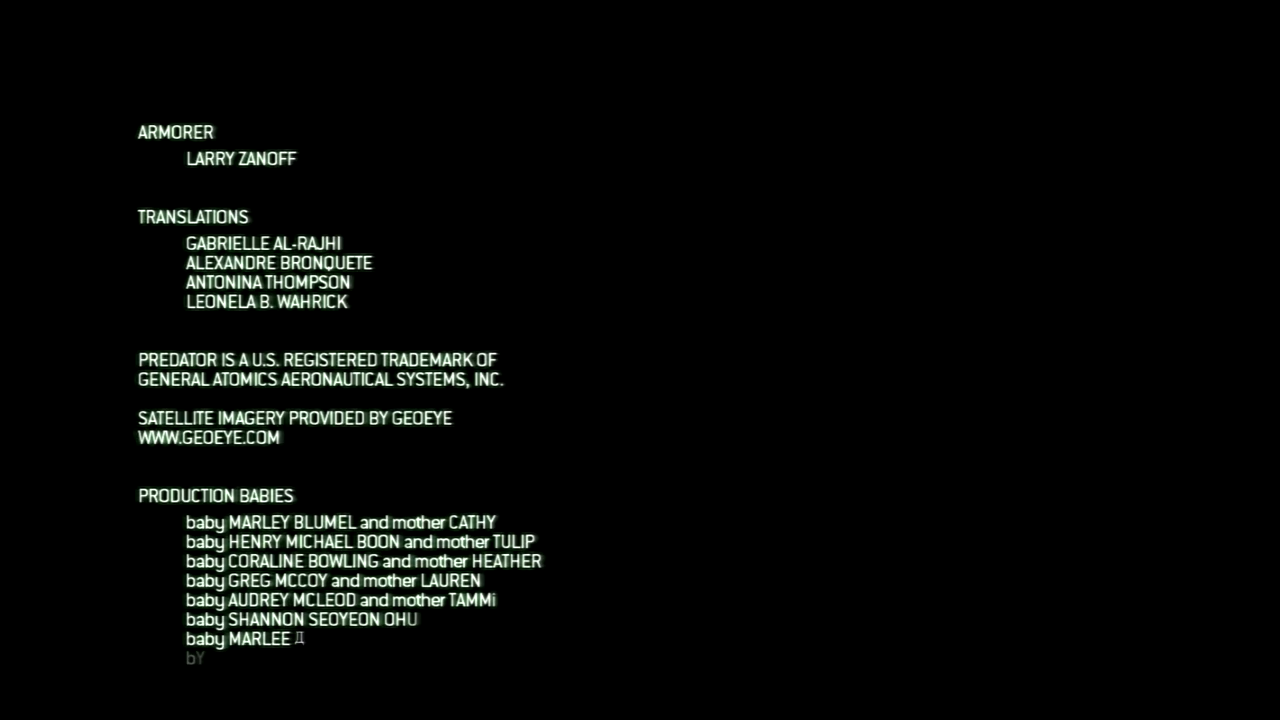 ARMORER
LARRY ZANOFF
TRANSLATIONS
GABRIELLE AL-RAJHI
ALEXANDRE BRONQUETE
ANTONINA THOMPSON
LEONELA B. WAHRICK
PREDATOR IS A U.S. REGISTERED TRADEMARK OF
GENERAL ATOMICS AERONAUTICAL SYSTEMS, INC.
SATELLITE IMAGERY PROVIDED BY GEOEYE
WWW.GEOEYE.COM
PRODUCTION BABIES
baby MARLEY BLUMEL and mother CATHY
baby HENRY MICHAEL BOON and mother TULIP
baby CORALINE BOWLING and mother HEATHER
baby GREG MCCOY and mother LAUREN
baby AUDREY MCLEOD and mother TAMMi
baby SHANNON SEOYEON OHU
baby MARLEE Д
bY